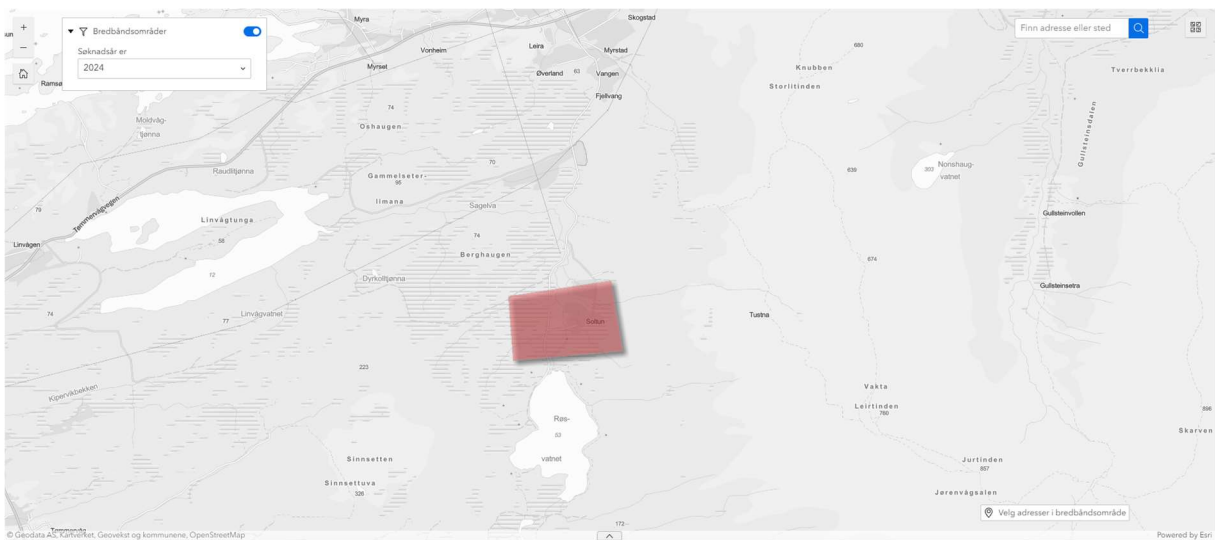 +
−
Bredbåndsområder
Søknadsår er
2024
Finn adresse eller sted
Myra
Skogstad
Vonheim
Leira
Myrstad
Myrset
Øverland
63
Vangen
Fjellvang
680
Knubben
Storlitinden
Tverrbekklia
74
Moldvåg-
tjønna
Oshaugen
Gullsteinsdalen
Raudlitjønna
70
Gammelseter-
96
limana
Sagelva
639
303
Nonshaug-
vatnet
79
Tømmervågvegen
Linvågtunga
58
Linvågen
12
74
Berghaugen
Gullsteinvollen
674
Dyrkolltjønna
Gullsteinsetra
74
77
Linvågvatnet
Soltun
Tustna
223
Kipervikbekken
Vakta
Leirtinden
780
Røs-
93
vatnet
896
Skarven
Sinnsetten
Sinnsettuva
326
Jurtinden
857
Jørenvågsalen
Velg adresser i bredbåndsområde
172
Tømmervåg
© Geodata AS, Kartverket, Geovekst og kommunene, OpenStreetMap
Powered by Esri